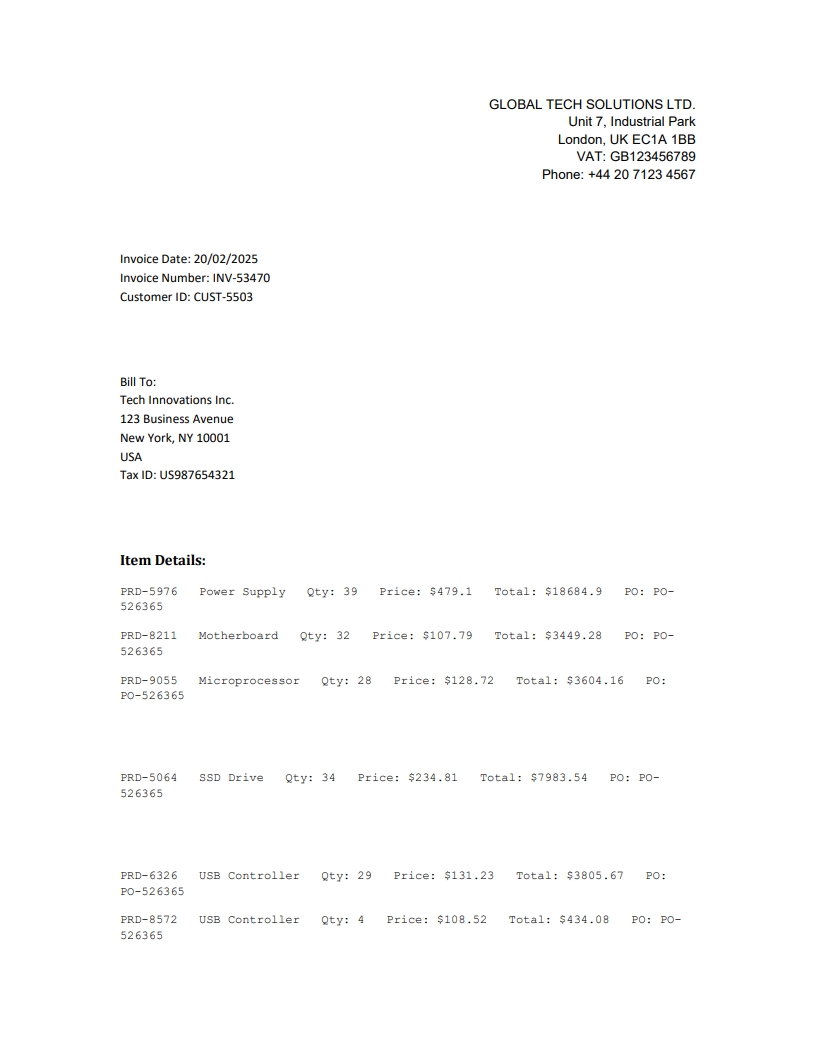 GLOBAL TECH SOLUTIONS LTD.
Unit 7, Industrial Park
London, UK EC1A 1BB
VAT: GB123456789
Phone: +44 20 7123 4567
Invoice Date: 20/02/2025
Invoice Number: INV-53470
Customer ID: CUST-5503
Bill To:
Tech Innovations Inc.
123 Business Avenue
New York, NY 10001
USA
Tax ID: US987654321
Item Details:
PRD-5976   Power Supply   Qty: 39   Price: $479.1   Total: $18684.9   PO: PO-
526365
PRD-8211   Motherboard   Qty: 32   Price: $107.79   Total: $3449.28   PO: PO-
526365
PRD-9055   Microprocessor   Qty: 28   Price: $128.72   Total: $3604.16   PO:
PO-526365
PRD-5064   SSD Drive   Qty: 34   Price: $234.81   Total: $7983.54   PO: PO-
526365
PRD-6326   USB Controller   Qty: 29   Price: $131.23   Total: $3805.67   PO:
PO-526365
PRD-8572   USB Controller   Qty: 4   Price: $108.52   Total: $434.08   PO: PO-
526365